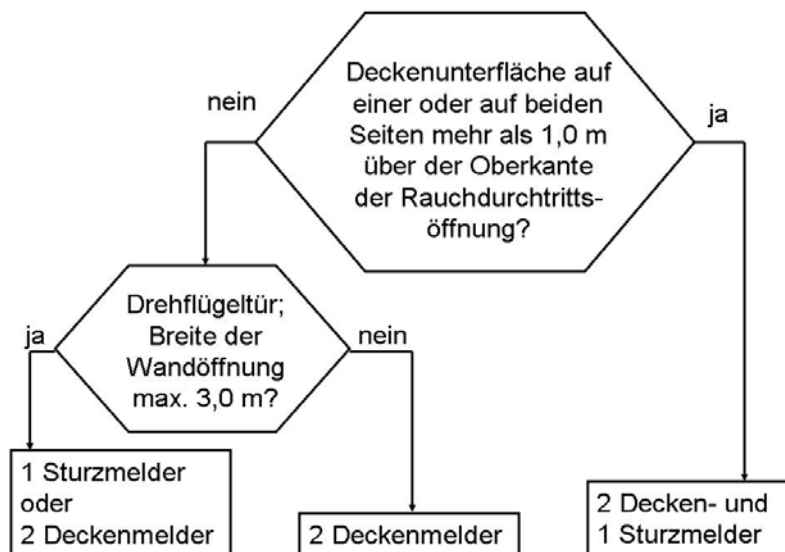 Deckenunterfläche auf
einer oder auf beiden
Seiten mehr als 1,0 m
über der Oberkante
der Rauchdurchtritts-
öffnung?
nein
ja
Drehflügeltür;
Breite der
Wandöffnung
max. 3,0 m?
ja
nein
1 Sturzmelder
oder
2 Deckenmelder
2 Deckenmelder
2 Decken- und
1 Sturzmelder